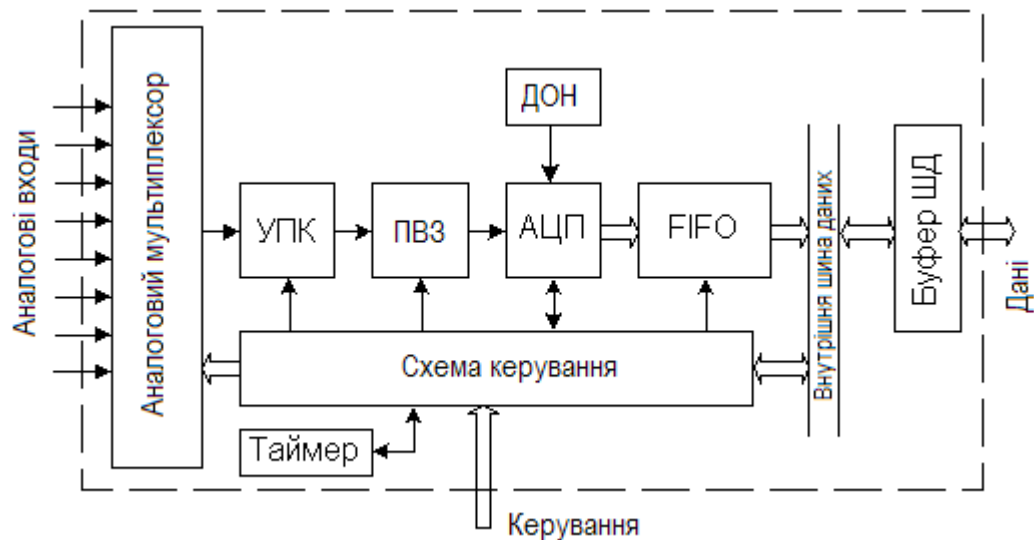 Аналогові входи
Аналоговий мультиплексор
ДОН
УПК
ПВЗ
АЦП
FIFO
Внутрішня шина даних
Буфер ШД
Дані
Схема керування
Таймер
Керування